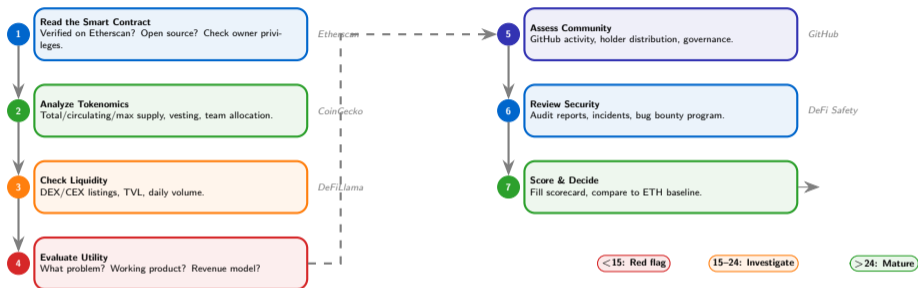 1
Read the Smart Contract
Verified on Etherscan? Open source? Check owner privi-
leges.
Etherscan
2
Analyze Tokenomics
Total/circulating/max supply, vesting, team allocation.
CoinGecko
3
Check Liquidity
DEX/CEX listings, TVL, daily volume.
DeFiLlama
4
Evaluate Utility
What problem? Working product? Revenue model?
5
Assess Community
GitHub activity, holder distribution, governance.
GitHub
6
Review Security
Audit reports, incidents, bug bounty program.
DeFi Safety
7
Score & Decide
Fill scorecard, compare to ETH baseline.
<15: Red flag
15–24: Investigate
>24: Mature